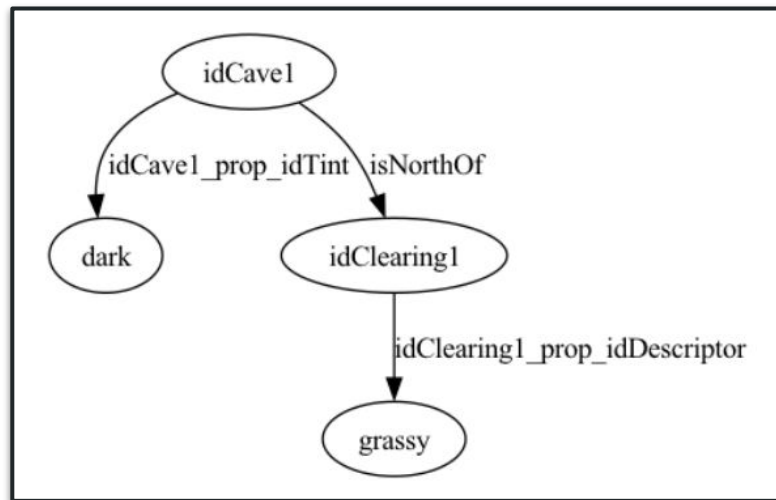 idCave1
idCave1_prop_idTint
isNorthOf
dark
idClearing1
idClearing1_prop_idDescriptor
grassy